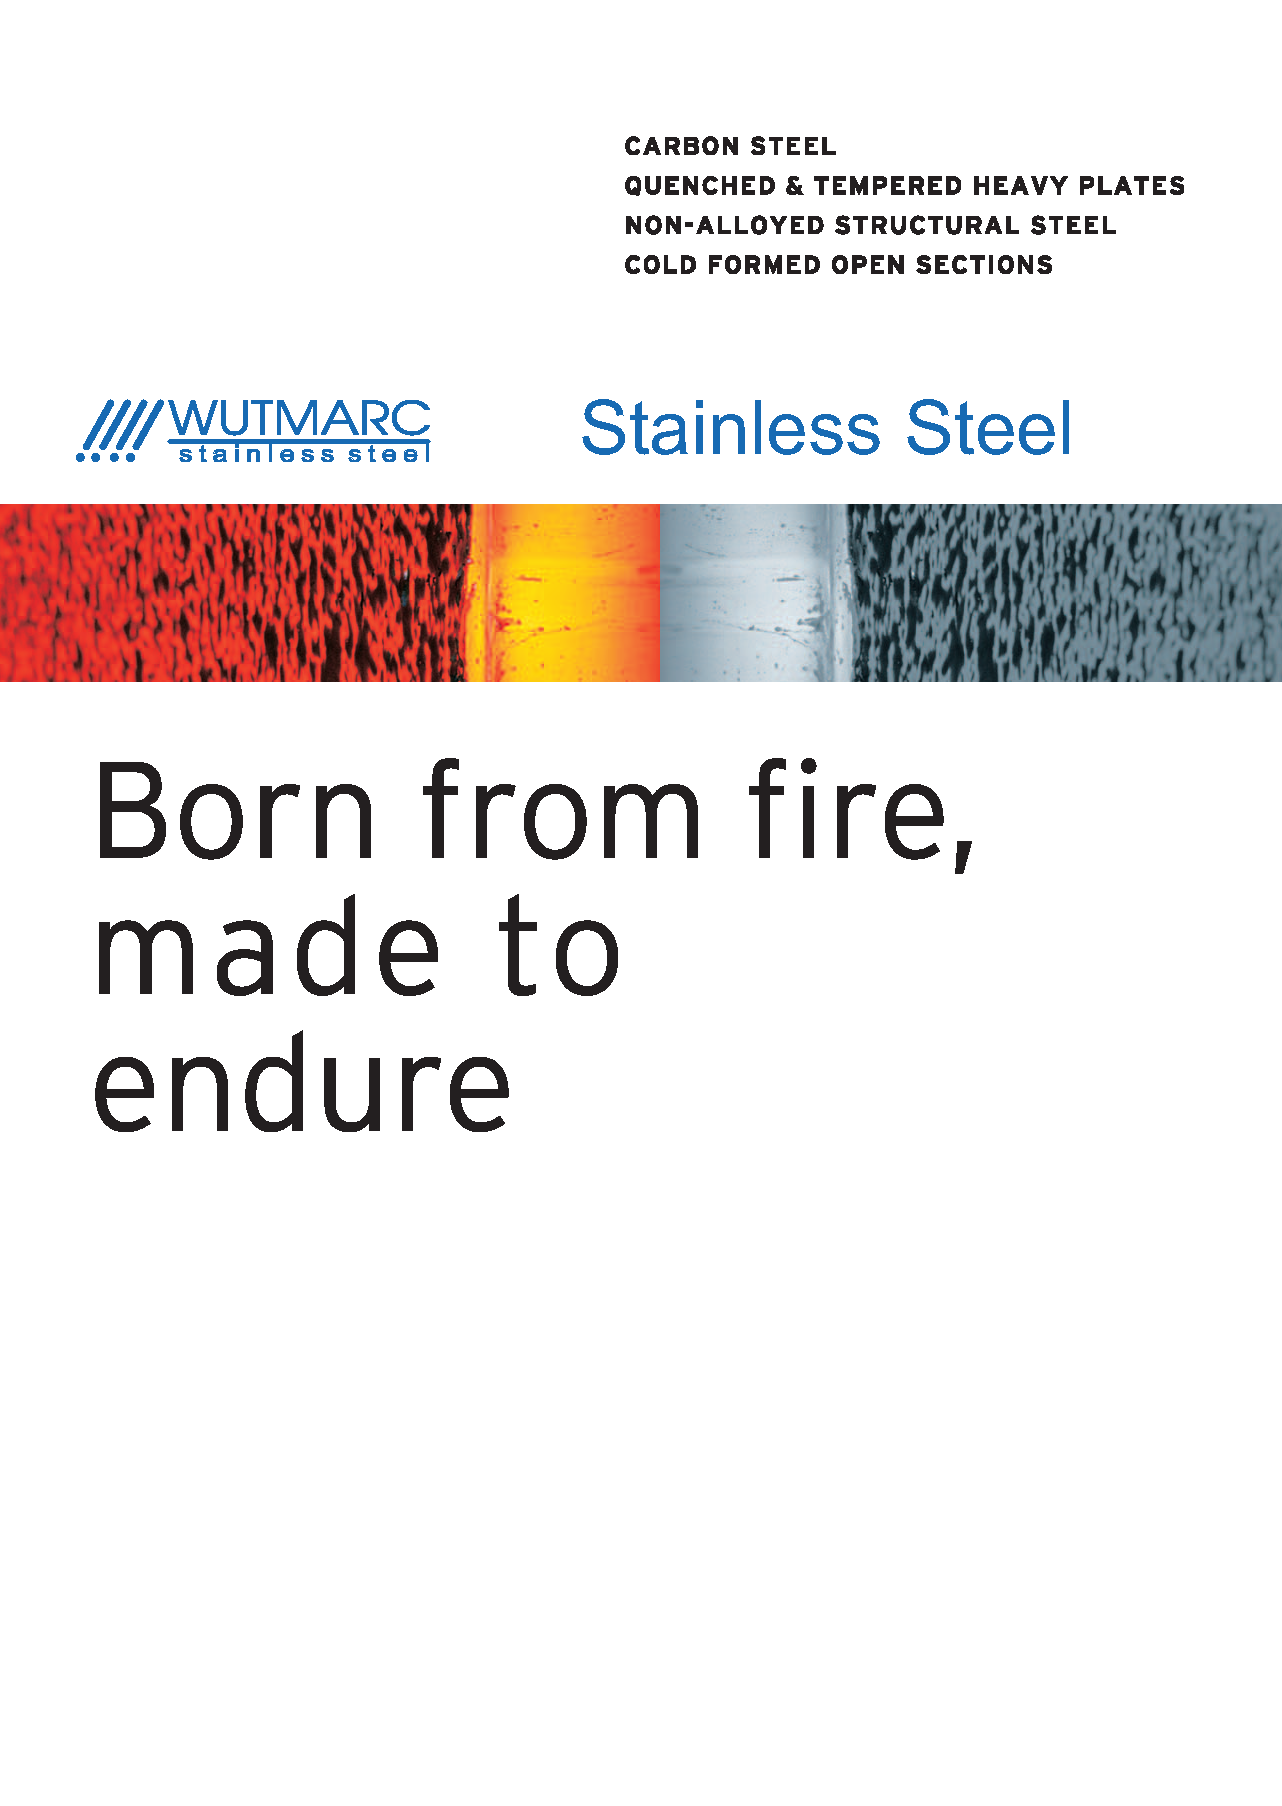 CARBON STEEL
QUENCHED & TEMPERED HEAVY PLATES
NON-ALLOYED STRUCTURAL STEEL
COLD FORMED OPEN SECTIONS
WUTMARC
stainless steel
Stainless Steel
Born from fire,
made to
endure